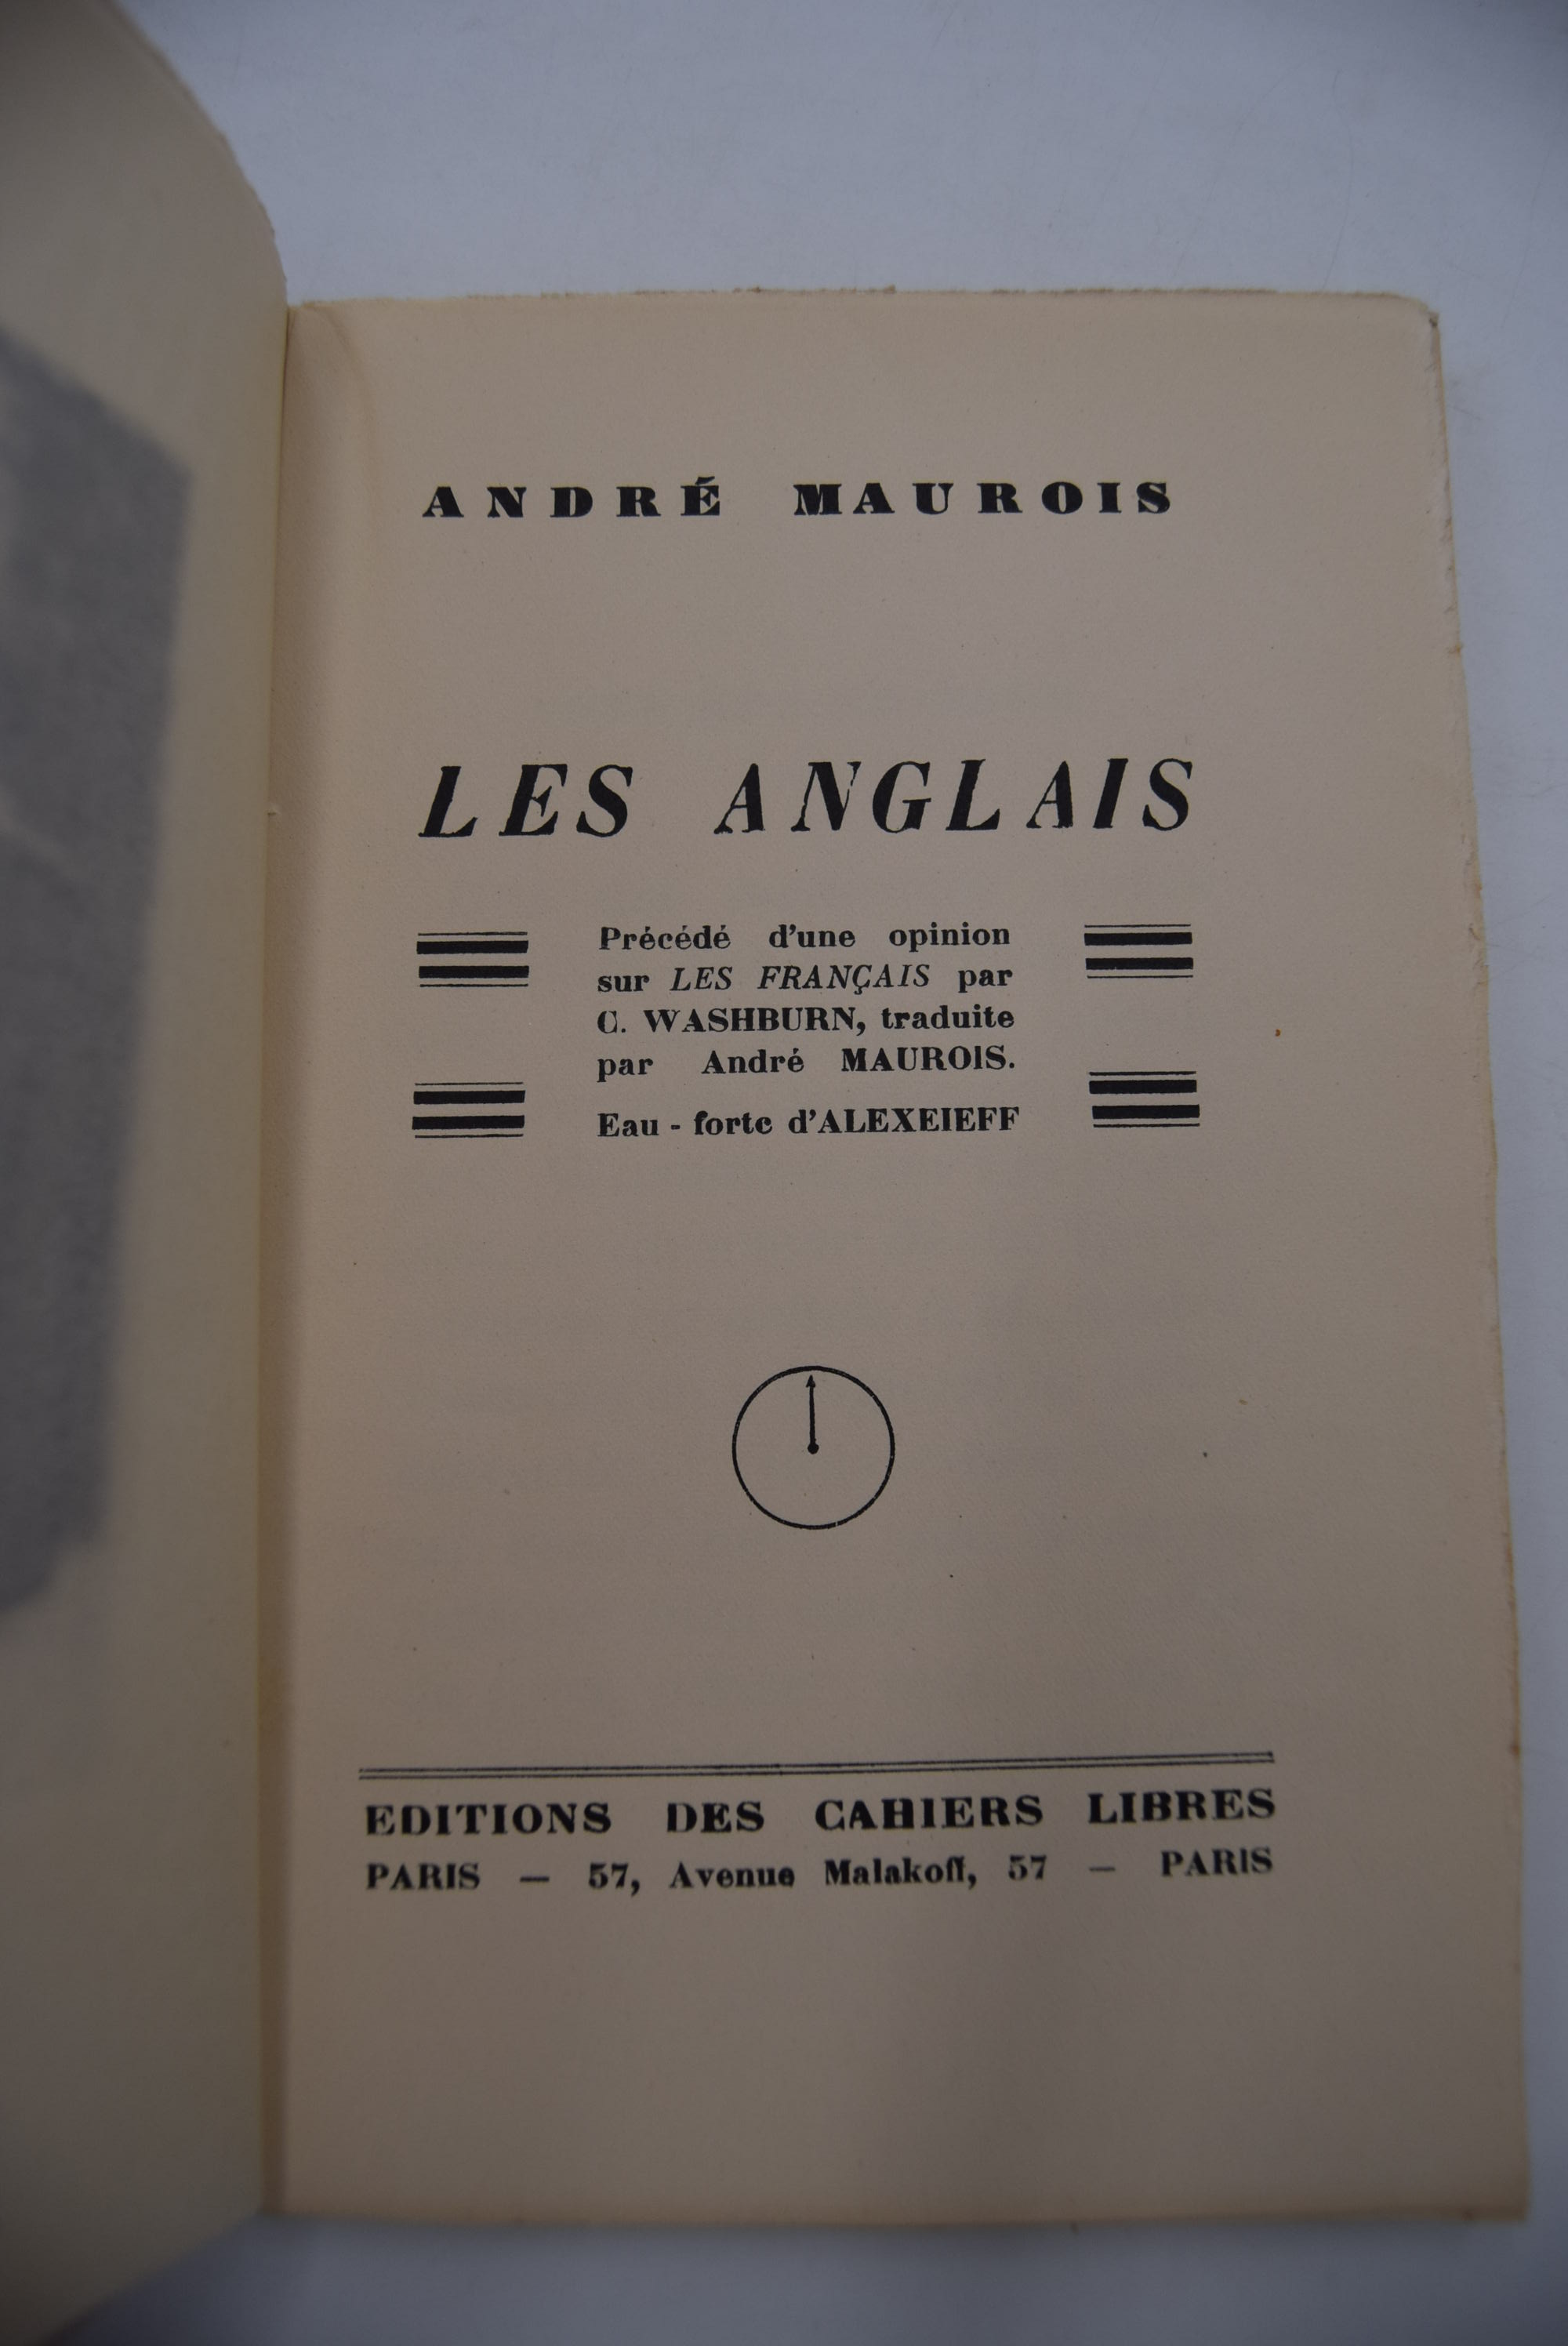 ANDRÉ MAUROIS
LES ANGLAIS
Précédé d'une opinion
sur LES FRANÇAIS par
C. WASHBURN, traduite
par André MAUROIS.
Eau - forte d'ALEXEIEFF
EDITIONS DES CAHIERS LIBRES
PARIS — 57, Avenue Malakoff, 57 — PARIS